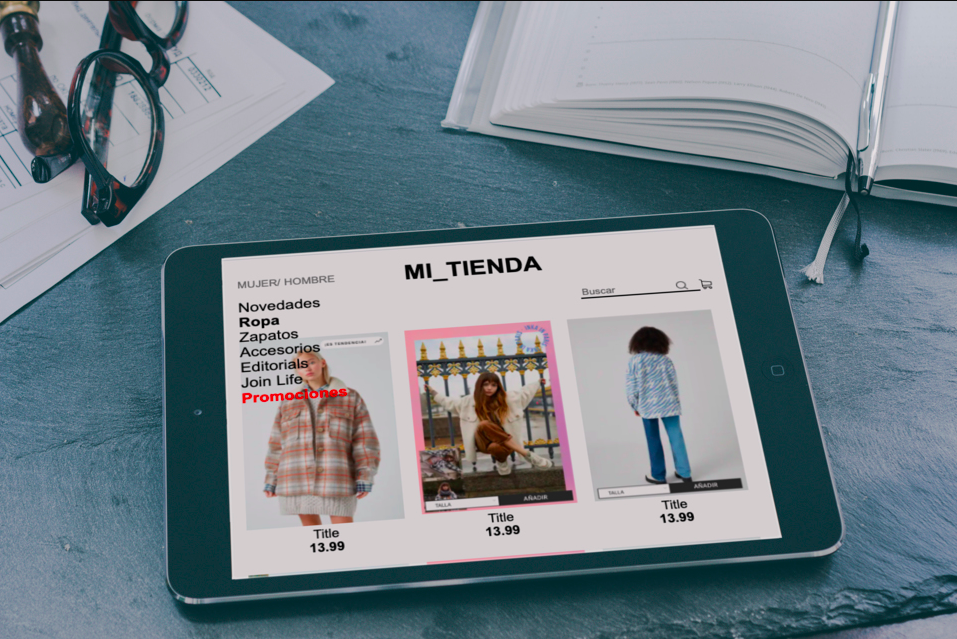 MUJER/ HOMBRE
MI_TIENDA
Buscar
Novedades
Ropa
Zapatos
Accesorios
Editorials
Join Life
Promociones
¡ES TENDENCIA!
TALLA
AÑADIR
TALLA
AÑADIR
Title
13.99
Title
13.99
Title
13.99